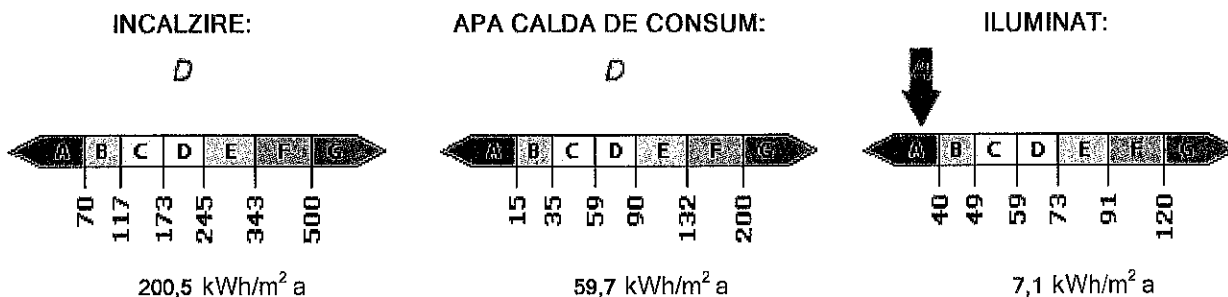 INCALZIRE: APA CALDA DE CONSUM: ILUMINAT:
D D A
A B C D E F G A B C D E F G A B C D E F G
70 117 173 245 343 500 15 35 59 90 132 200 40 49 59 73 91 120
200,5 kWh/m² a 59,7 kWh/m² a 7,1 kWh/m² a